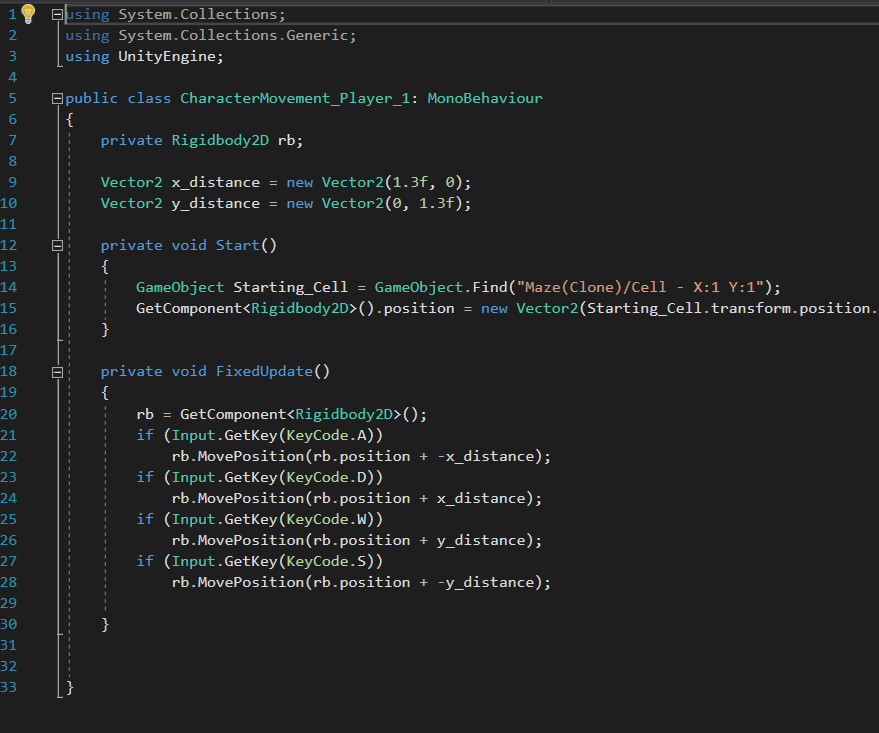 1 using System.Collections;
2 using System.Collections.Generic;
3 using UnityEngine;
4
5 public class CharacterMovement_Player_1: MonoBehaviour
6 {
7 private Rigidbody2D rb;
8
9 Vector2 x_distance = new Vector2(1.3f, 0);
10 Vector2 y_distance = new Vector2(0, 1.3f);
11
12 private void Start()
13 {
14 GameObject Starting_Cell = GameObject.Find("Maze(Clone)/Cell - X:1 Y:1");
15 GetComponent<Rigidbody2D>().position = new Vector2(Starting_Cell.transform.position.
16 }
17
18 private void FixedUpdate()
19 {
20 rb = GetComponent<Rigidbody2D>();
21 if (Input.GetKey(KeyCode.A))
22 rb.MovePosition(rb.position + -x_distance);
23 if (Input.GetKey(KeyCode.D))
24 rb.MovePosition(rb.position + x_distance);
25 if (Input.GetKey(KeyCode.W))
26 rb.MovePosition(rb.position + y_distance);
27 if (Input.GetKey(KeyCode.S))
28 rb.MovePosition(rb.position + -y_distance);
29
30 }
31
32
33 }